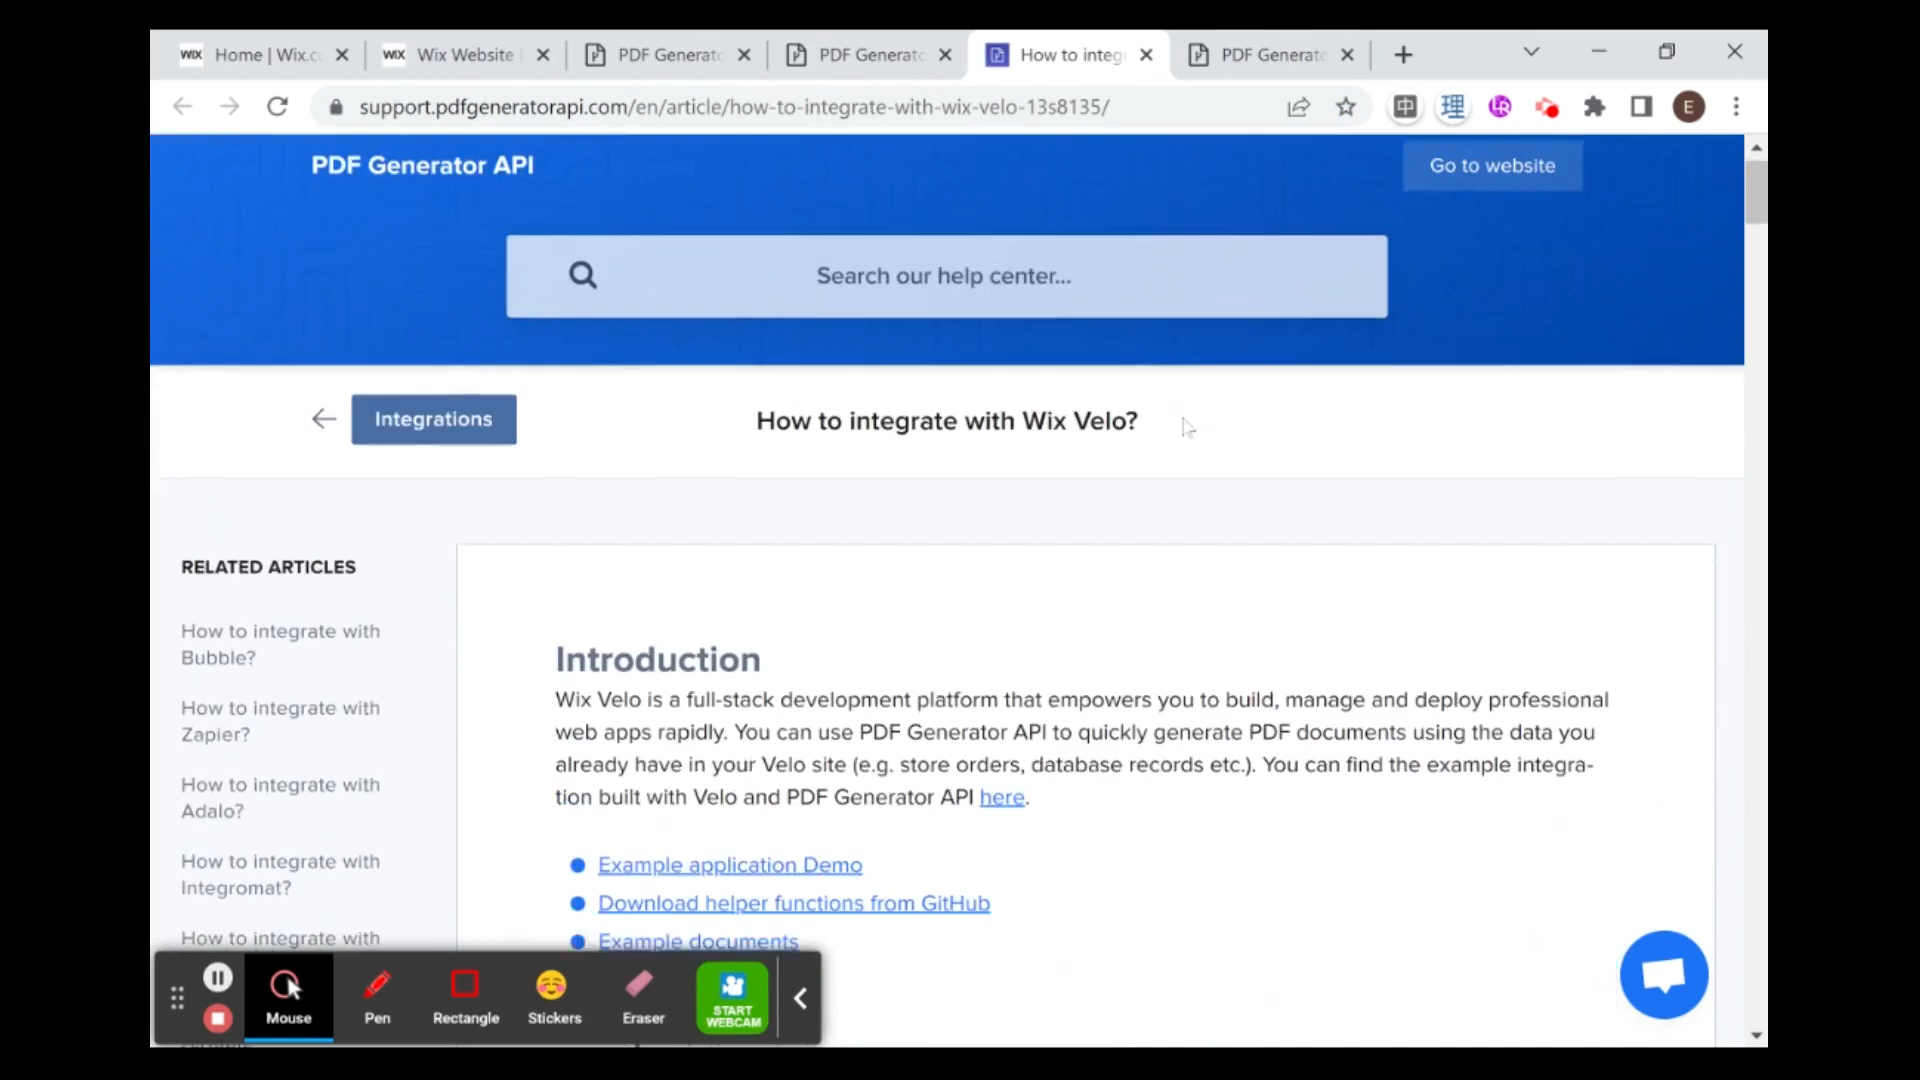 WIX Home | Wix.c
WIX Website
PDF Generato
PDF Generato
How to integ
PDF Generato
support.pdfgeneratorapi.com/en/article/how-to-integrate-with-wix-velo-13s8135/
中
理
LR
E
PDF Generator API
Go to website
Search our help center...
Integrations
How to integrate with Wix Velo?
RELATED ARTICLES
How to integrate with
Bubble?
How to integrate with
Zapier?
How to integrate with
Adalo?
How to integrate with
Integromat?
How to integrate with
Introduction
Wix Velo is a full-stack development platform that empowers you to build, manage and deploy professional
web apps rapidly. You can use PDF Generator API to quickly generate PDF documents using the data you
already have in your Velo site (e.g. store orders, database records etc.). You can find the example integra-
tion built with Velo and PDF Generator API here.
Example application Demo
Download helper functions from GitHub
Example documents
Mouse
Pen
Rectangle
Stickers
Eraser
START
WEBCAM